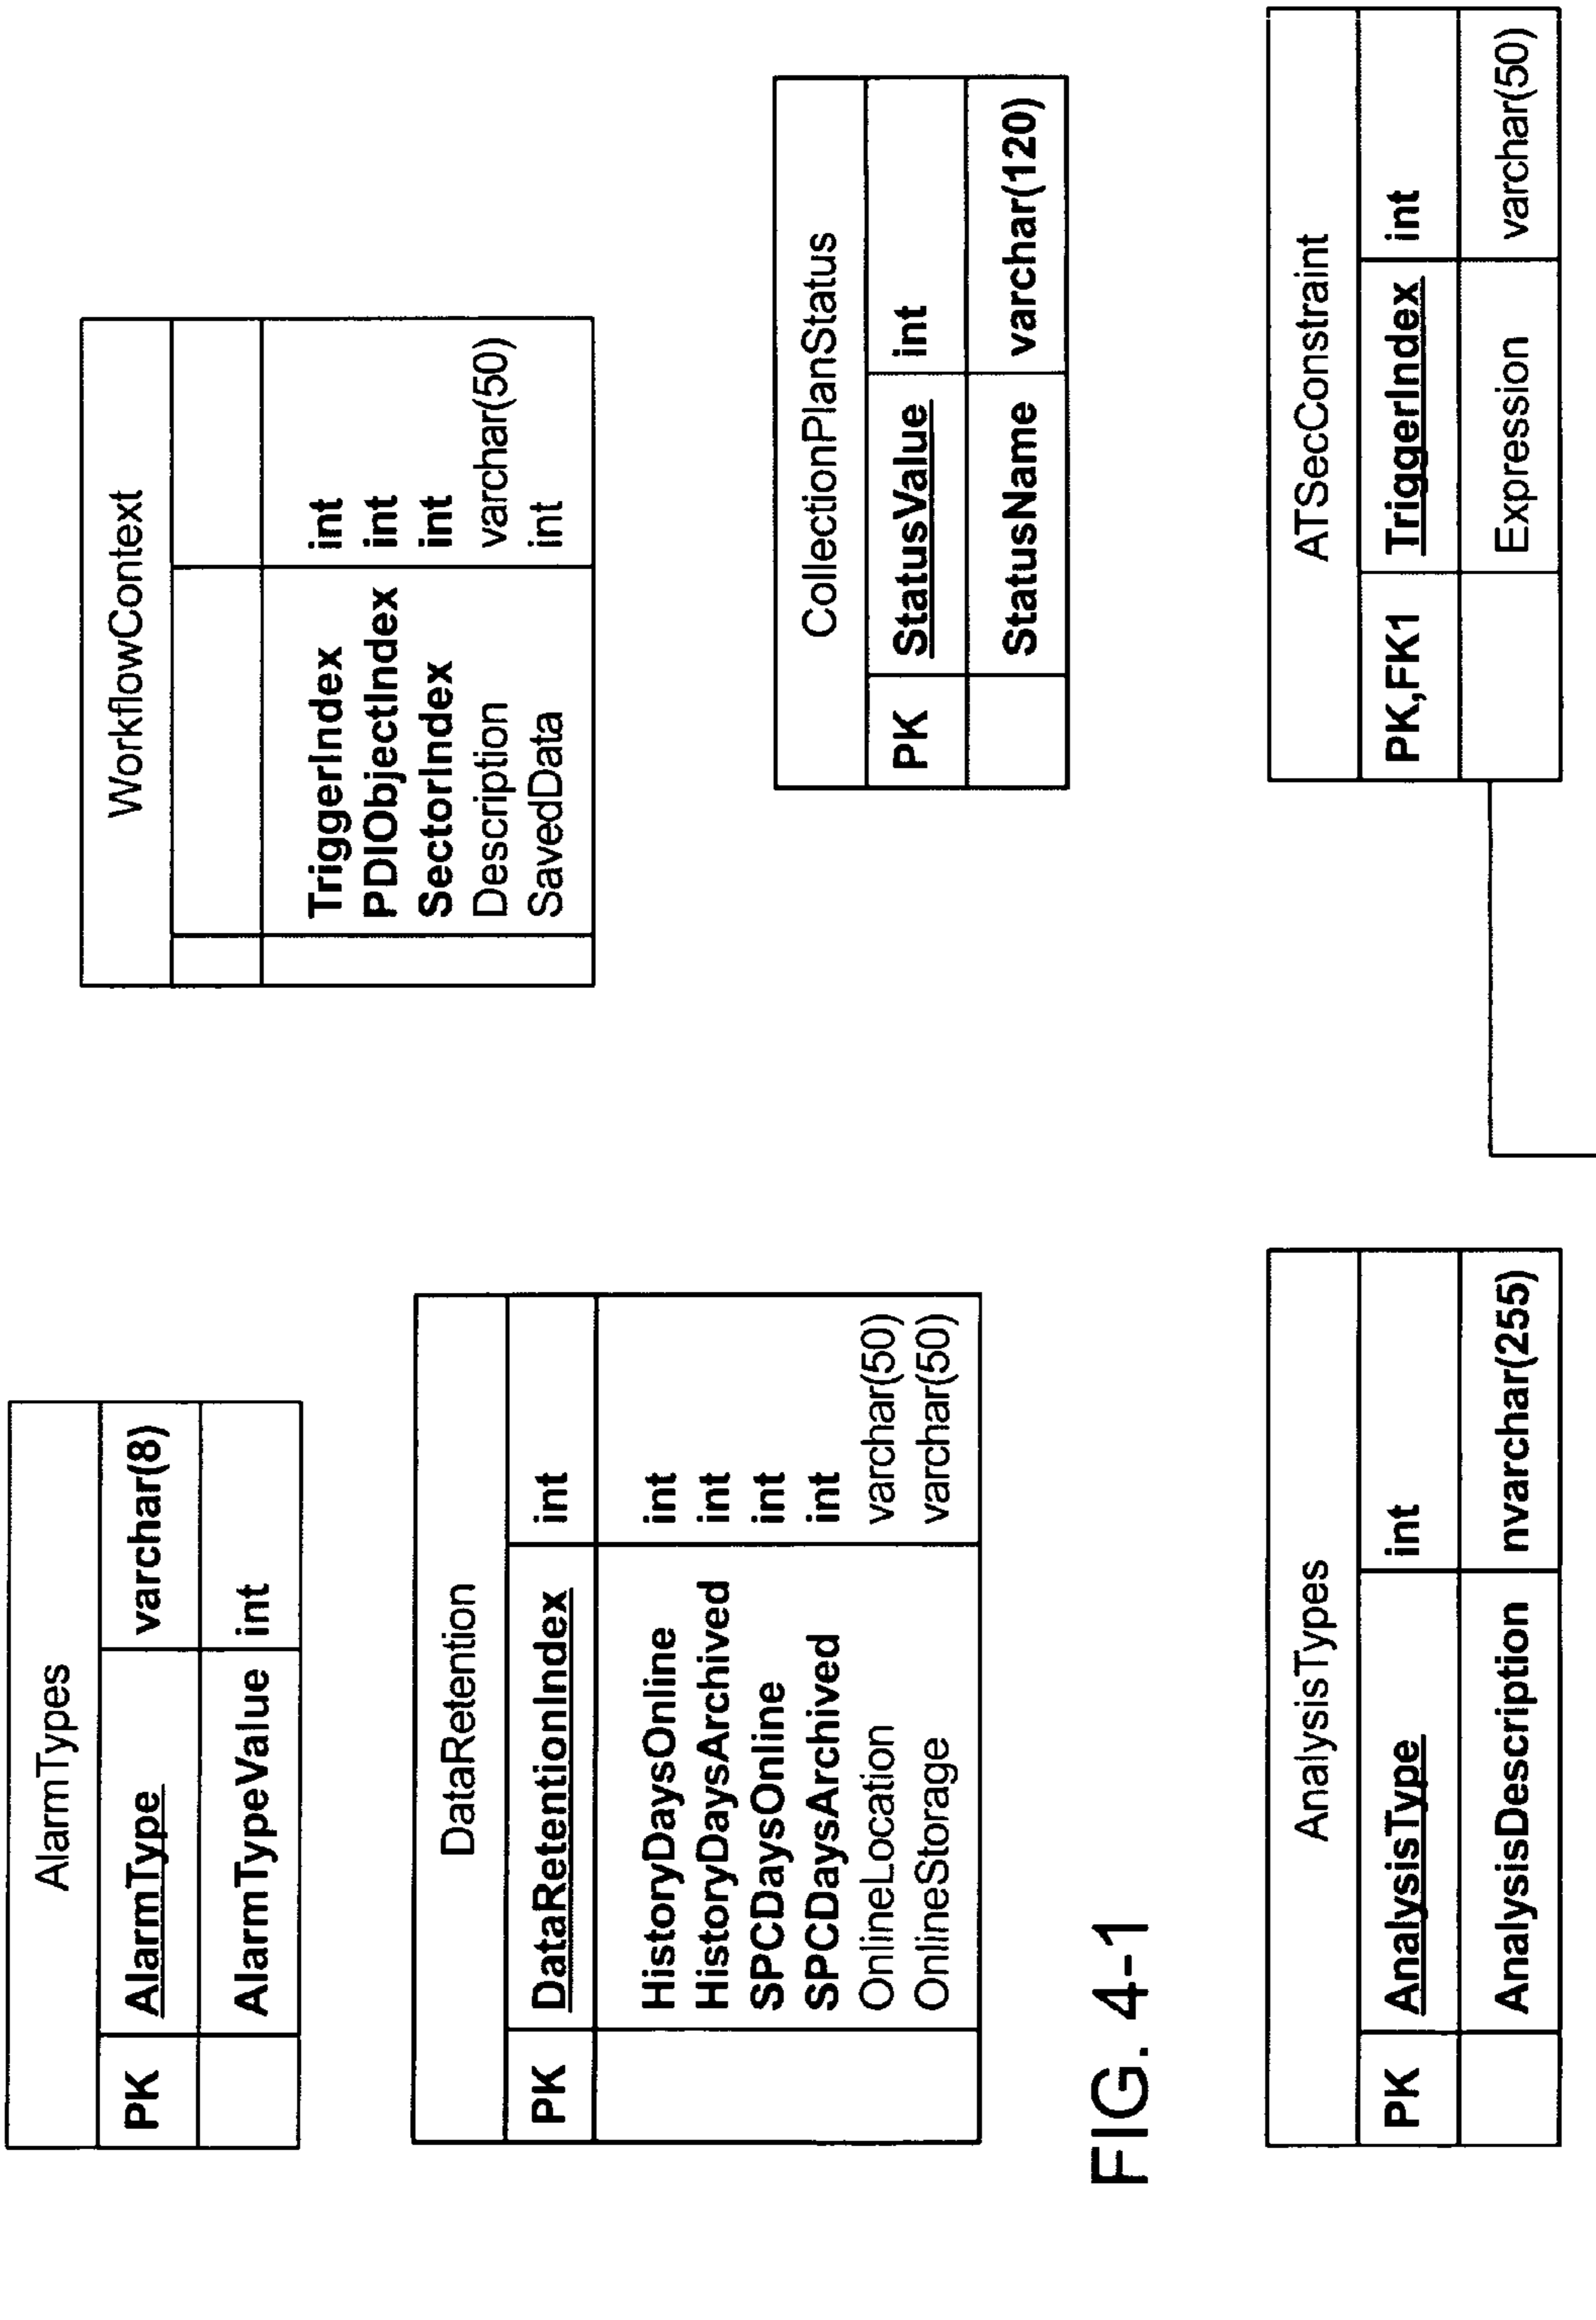 AlarmTypes
PK AlarmType varchar(8)
AlarmTypeValue int
WorkflowContext
TriggerIndex int
PDIObjectIndex int
SectorIndex int
Description varchar(50)
SavedData int
DataRetention
PK DataRetentionIndex int
HistoryDaysOnline int
HistoryDaysArchived int
SPCDaysOnline int
SPCDaysArchived int
OnlineLocation varchar(50)
OnlineStorage varchar(50)
CollectionPlanStatus
PK StatusValue int
StatusName varchar(120)
FIG. 4-1
AnalysisTypes
PK AnalysisType int
AnalysisDescription nvarchar(255)
ATSecConstraint
PK,FK1 TriggerIndex int
Expression varchar(50)